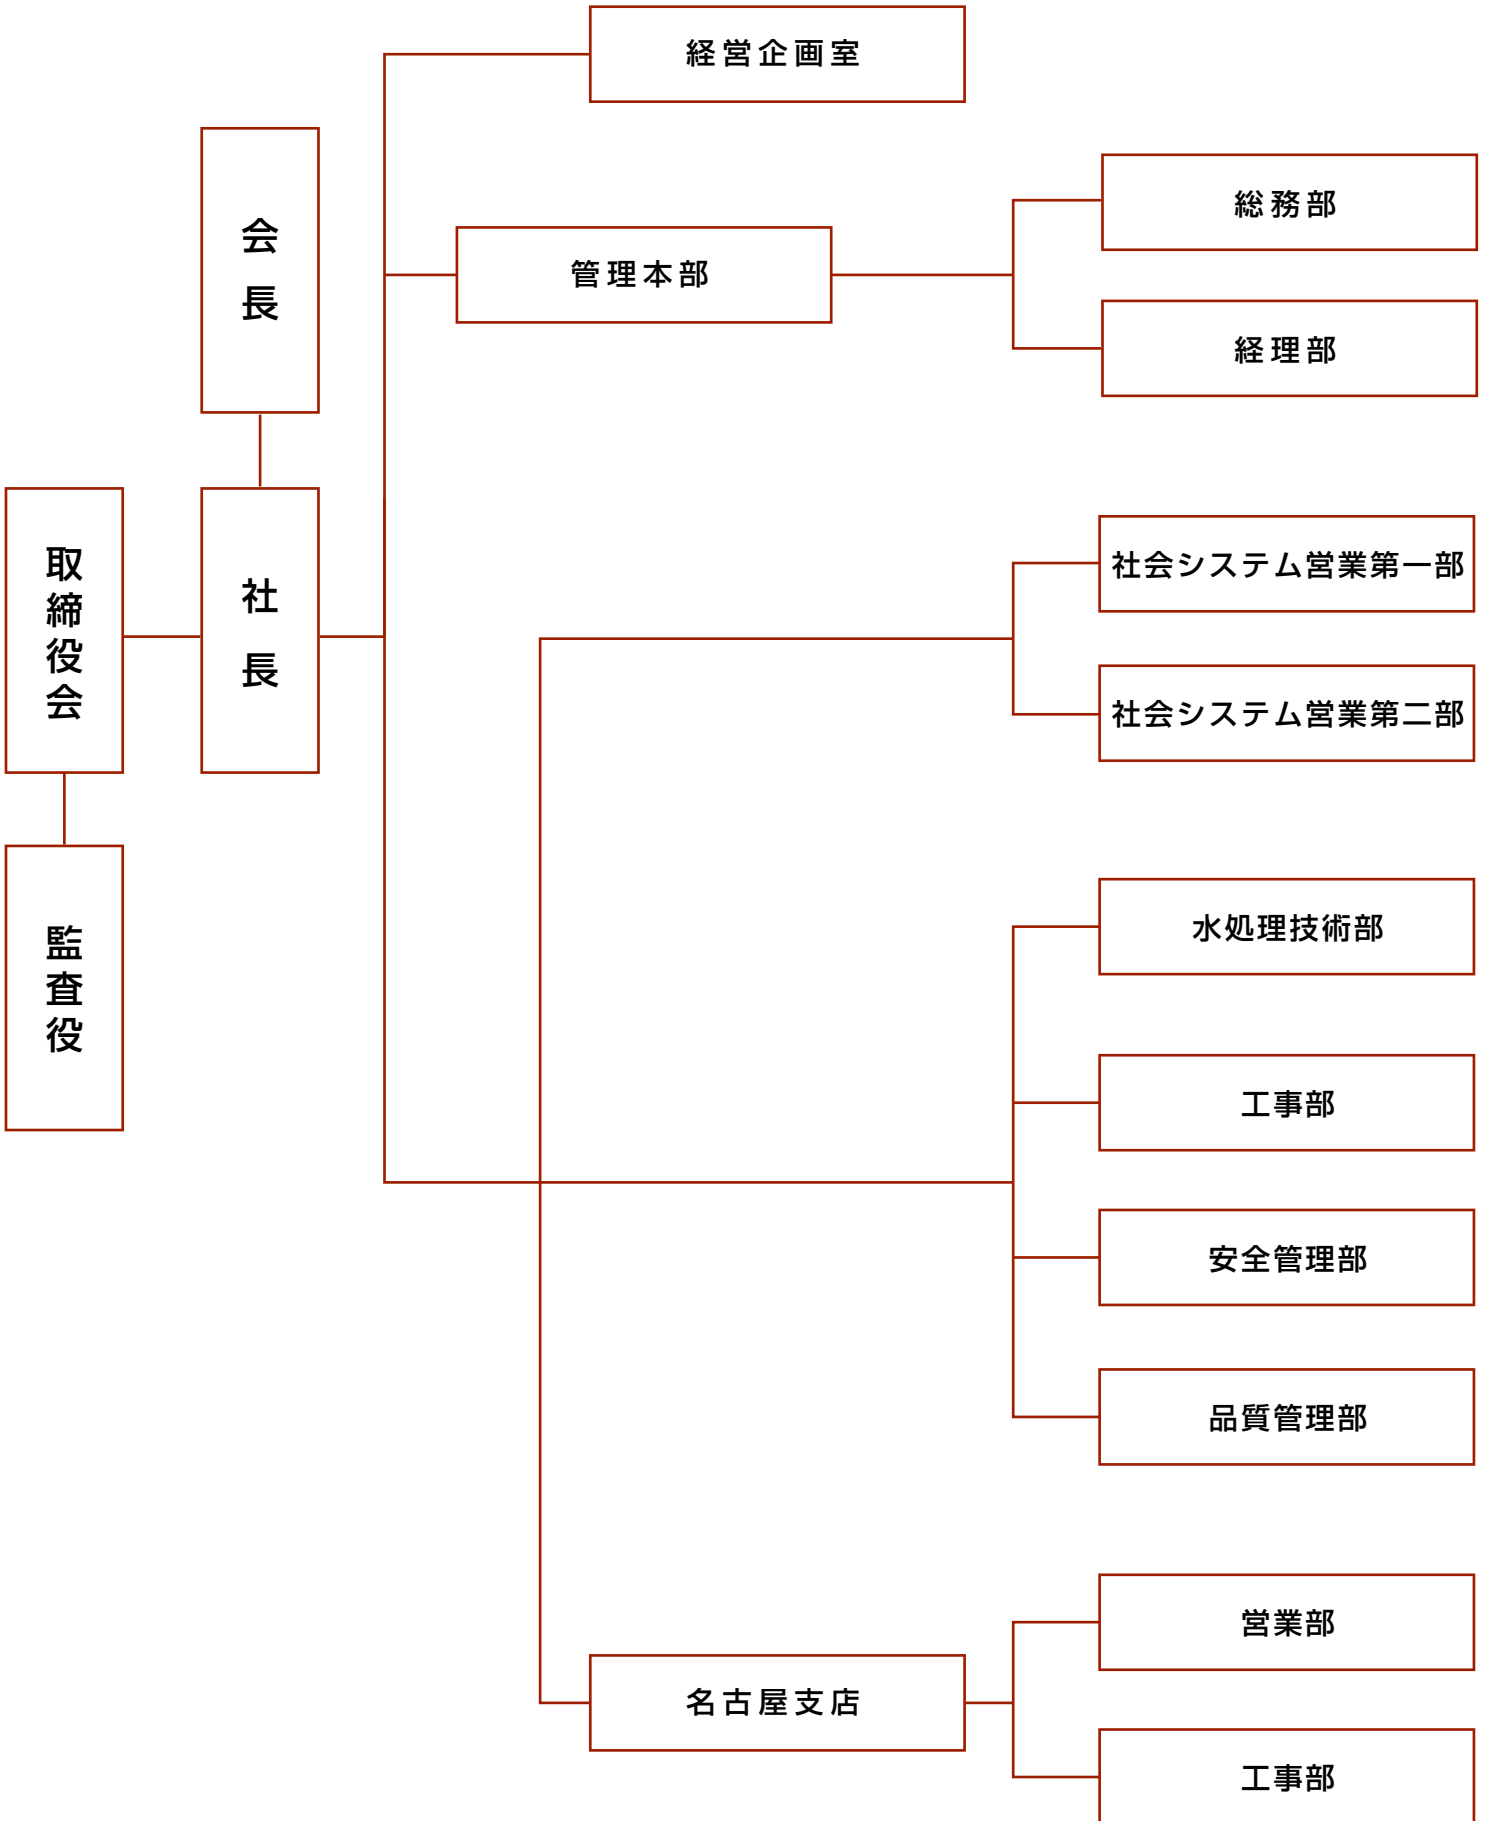 経営企画室
会長
総務部
管理本部
経理部
取締役会
社長
社会システム営業第一部
社会システム営業第二部
監査役
水処理技術部
工事部
安全管理部
品質管理部
営業部
名古屋支店
工事部